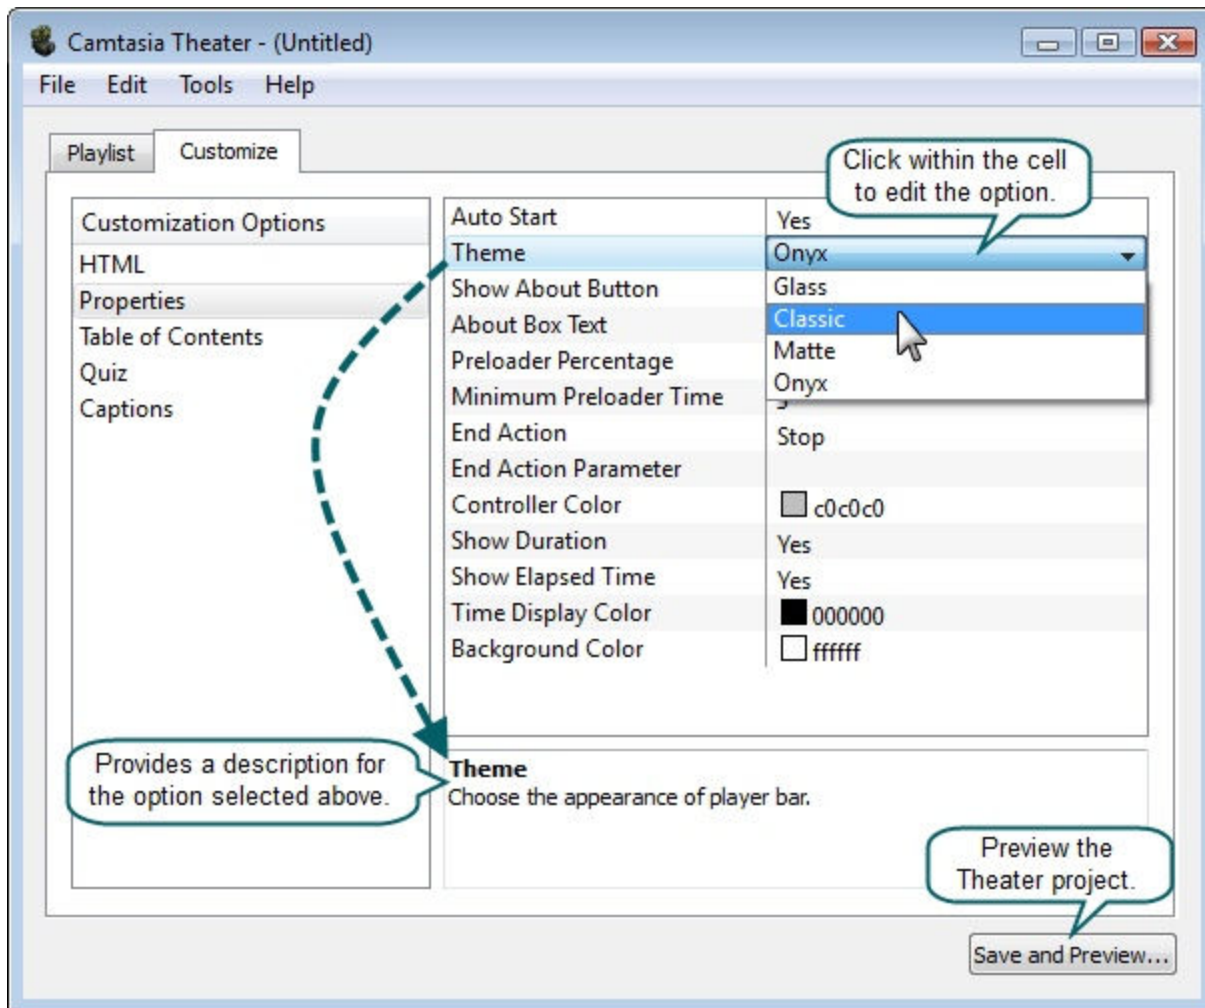 Camtasia Theater - (Untitled)
File Edit Tools Help
Playlist Customize
Click within the cell
to edit the option.
Customization Options
HTML
Properties
Table of Contents
Quiz
Captions
Auto Start Yes
Theme Onyx
Show About Button Glass
About Box Text Classic
Preloader Percentage Matte
Minimum Preloader Time Onyx
End Action Stop
End Action Parameter
Controller Color c0c0c0
Show Duration Yes
Show Elapsed Time Yes
Time Display Color 000000
Background Color ffffff
Provides a description for
the option selected above.
Theme
Choose the appearance of player bar.
Preview the
Theater project.
Save and Preview...